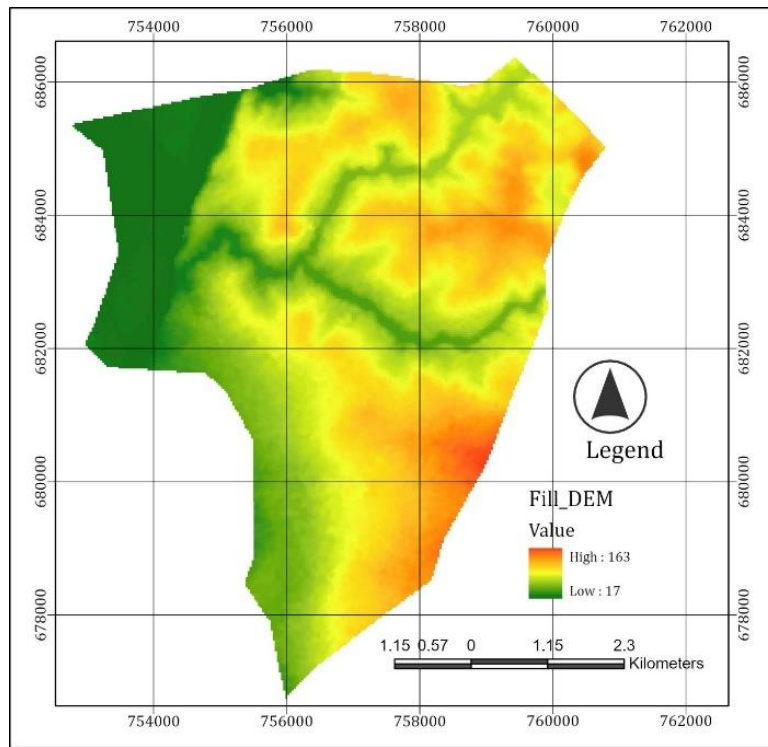 754000 756000 758000 760000 762000
686000 686000
684000 684000
682000 682000
Legend
680000 680000
Fill_DEM
Value
High : 163
Low : 17
678000 678000
1.15 0.57 0 1.15 2.3
Kilometers
754000 756000 758000 760000 762000